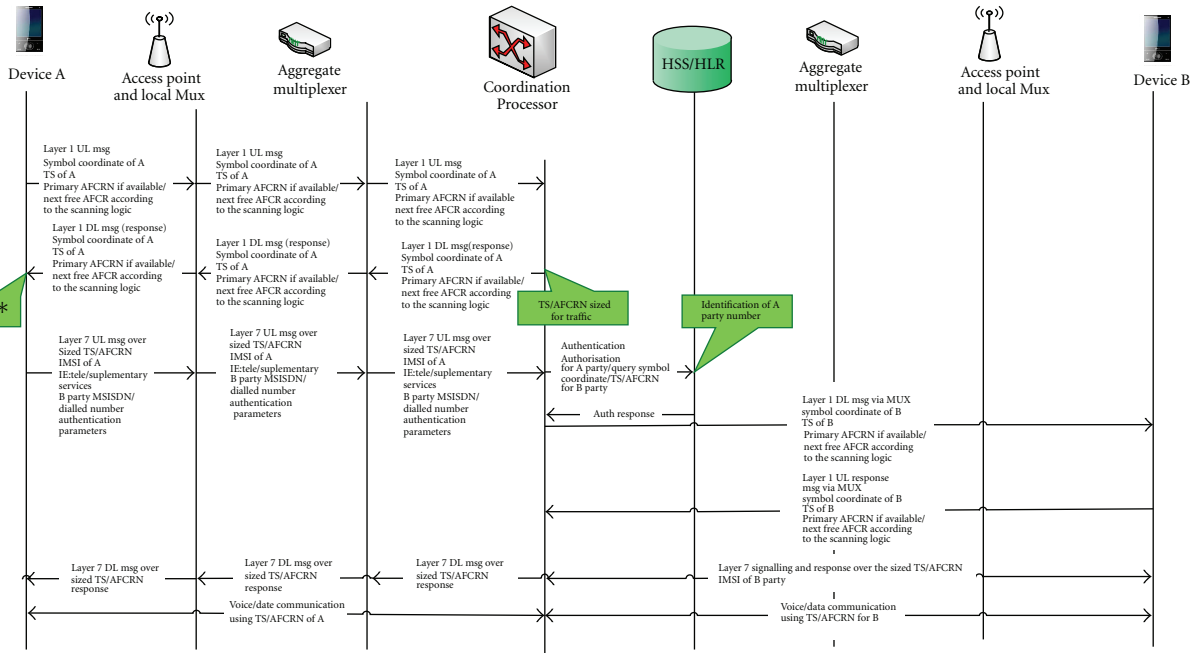 Device A
Access point
and local Mux
Aggregate
multiplexer
Coordination
Processor
HSS/HLR
Aggregate
multiplexer
Access point
and local Mux
Device B
Layer 1 UL msg
Symbol coordinate of A
TS of A
Primary AFCRN if available/
next free AFCR according
to the scanning logic
Layer 1 UL msg
Symbol coordinate of A
TS of A
Primary AFCRN if available/
next free AFCR according
to the scanning logic
Layer 1 UL msg
Symbol coordinate of A
TS of A
Primary AFCRN if available
next free AFCR according
to the scanning logic
Layer 1 DL msg (response)
Symbol coordinate of A
TS of A
Primary AFCRN if available/
next free AFCR according
to the scanning logic
Layer 1 DL msg (response)
Symbol coordinate of A
TS of A
Primary AFCRN if available/
next free AFCR according
to the scanning logic
Layer 1 DL msg(response)
Symbol coordinate of A
TS of A
Primary AFCRN if available/
next free AFCR according
to the scanning logic
*
TS/AFCRN sized
for traffic
Identification of A
party number
Layer 7 UL msg over
Sized TS/AFCRN
IMSI of A
IE:tele/suplementary
services
B party MSISDN/
dialled number
authentication
parameters
Layer 7 UL msg over
sized TS/AFCRN
IMSI of A
IE:tele/suplementary
B party MSISDN/
dialled number
authentication
parameters
Layer 7 UL msg over
sized TS/AFCRN
IMSI of A
IE:tele/suplementary
services
B party MSISDN/
dialled number
authentication
parameters
Authentication
Authorisation
for A party/query symbol
coordinate/TS/AFCRN
for B party
Auth response
Layer 1 DL msg via MUX
symbol coordinate of B
TS of B
Primary AFCRN if available/
next free AFCR according
to the scanning logic
Layer 1 UL response
msg via MUX
symbol coordinate of B
TS of B
Primary AFCRN if available/
next free AFCR according
to the scanning logic
Layer 7 DL msg over
sized TS/AFCRN
response
Layer 7 DL msg over
sized TS/AFCRN
response
Layer 7 DL msg over
sized TS/AFCRN
response
Layer 7 signalling and response over the sized TS/AFCRN
IMSI of B party
Voice/date communication
using TS/AFCRN of A
Voice/data communication
using TS/AFCRN for B